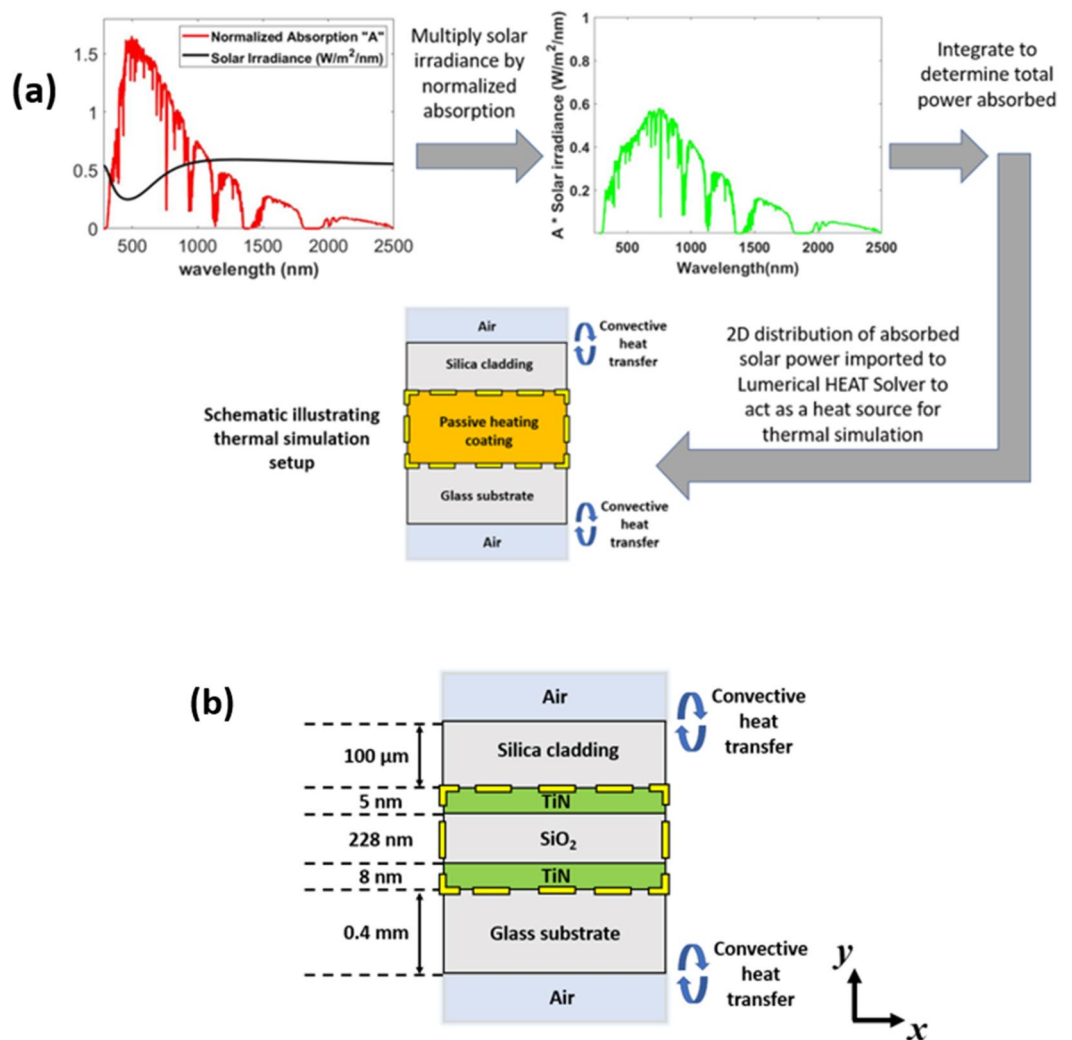 (a)
Normalized Absorption "A"
Solar Irradiance (W/m²/nm)
1.5
1
0.5
0
500
1000
1500
2000
2500
wavelength (nm)
Multiply solar
irradiance by
normalized
absorption
A * Solar irradiance (W/m²/nm)
1
0.8
0.6
0.4
0.2
500
1000
1500
2000
2500
Wavelength(nm)
Integrate to
determine total
power absorbed
2D distribution of absorbed
solar power imported to
Lumerical HEAT Solver to
act as a heat source for
thermal simulation
Schematic illustrating
thermal simulation
setup
Air
Silica cladding
Passive heating
coating
Glass substrate
Air
Convective
heat
transfer
Convective
heat
transfer
(b)
100 µm
5 nm
228 nm
8 nm
0.4 mm
Air
Silica cladding
TiN
SiO₂
TiN
Glass substrate
Air
Convective
heat
transfer
Convective
heat
transfer
y
x